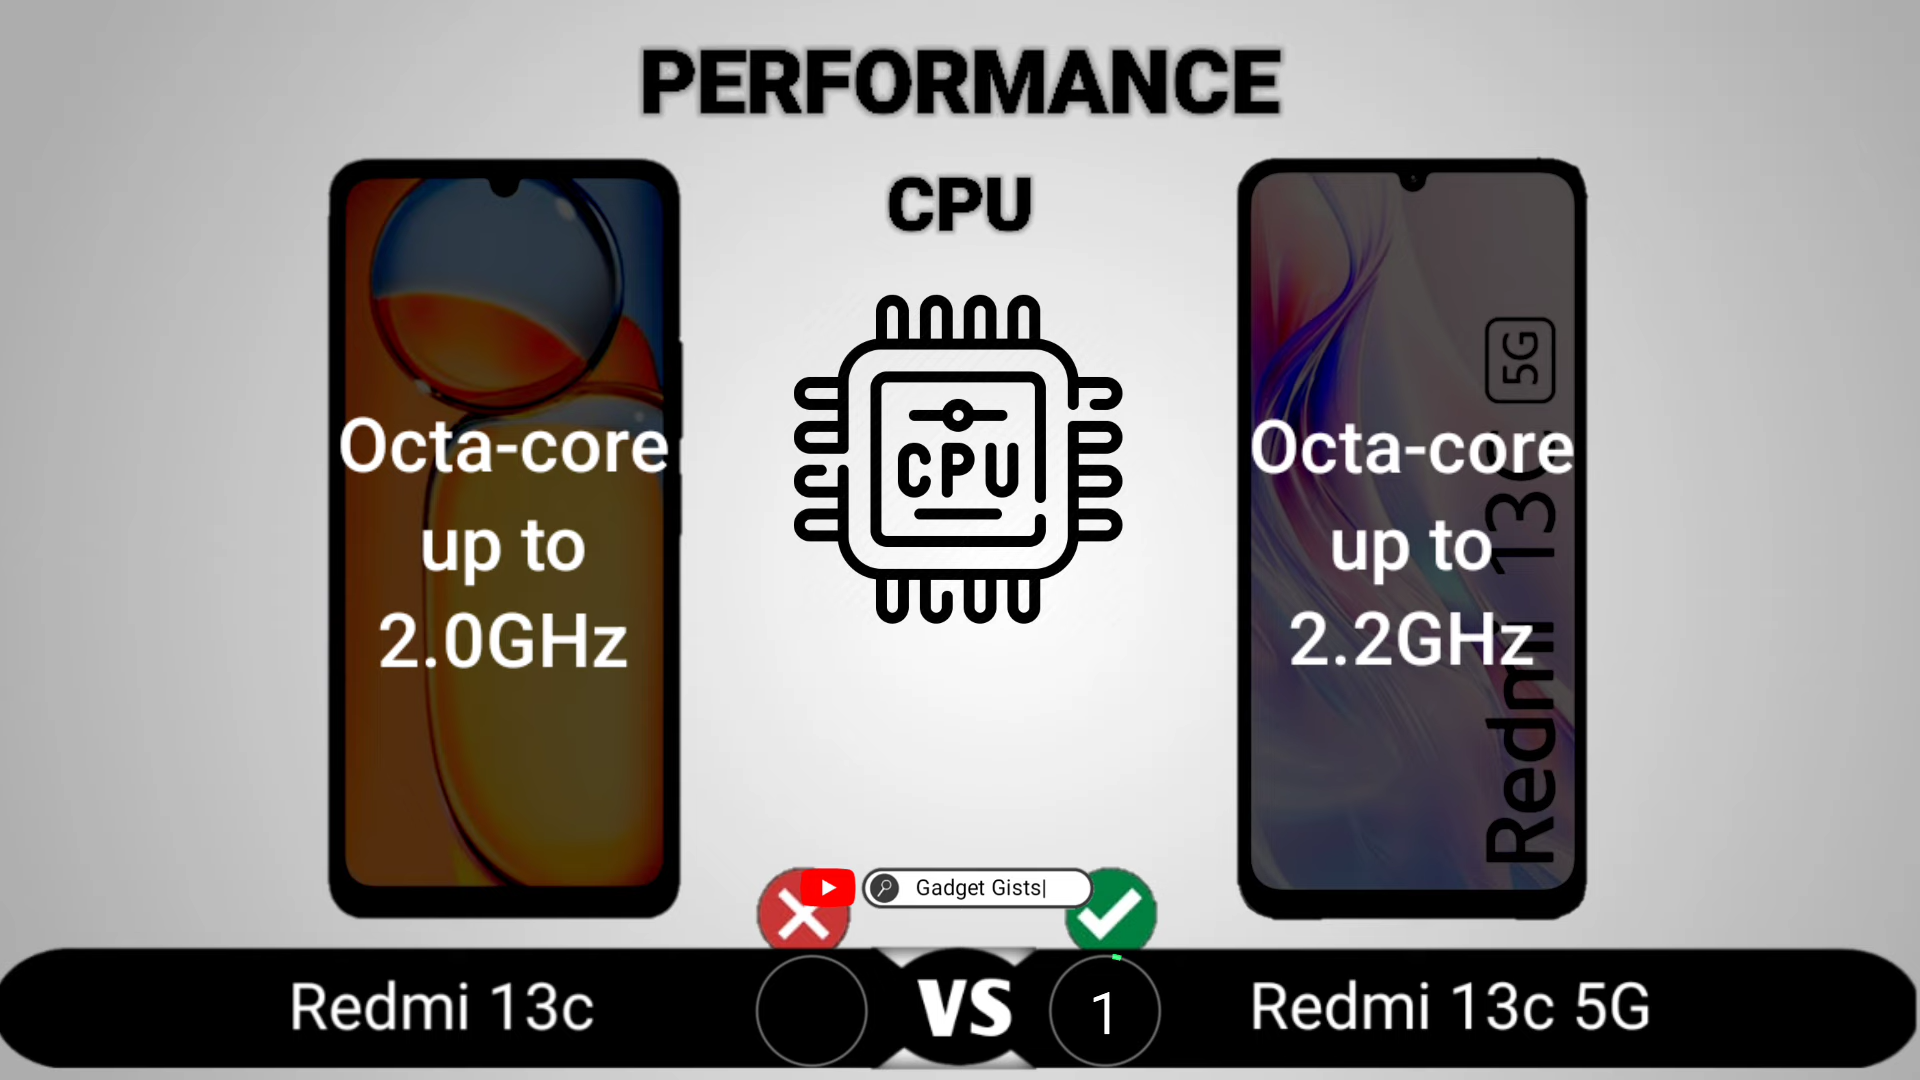 PERFORMANCE
CPU
CPU
Octa-core
up to
2.0GHz
Octa-core
up to
2.2GHz
Redmi 13C 5G
Gadget Gists|
Redmi 13c
VS
1
Redmi 13c 5G